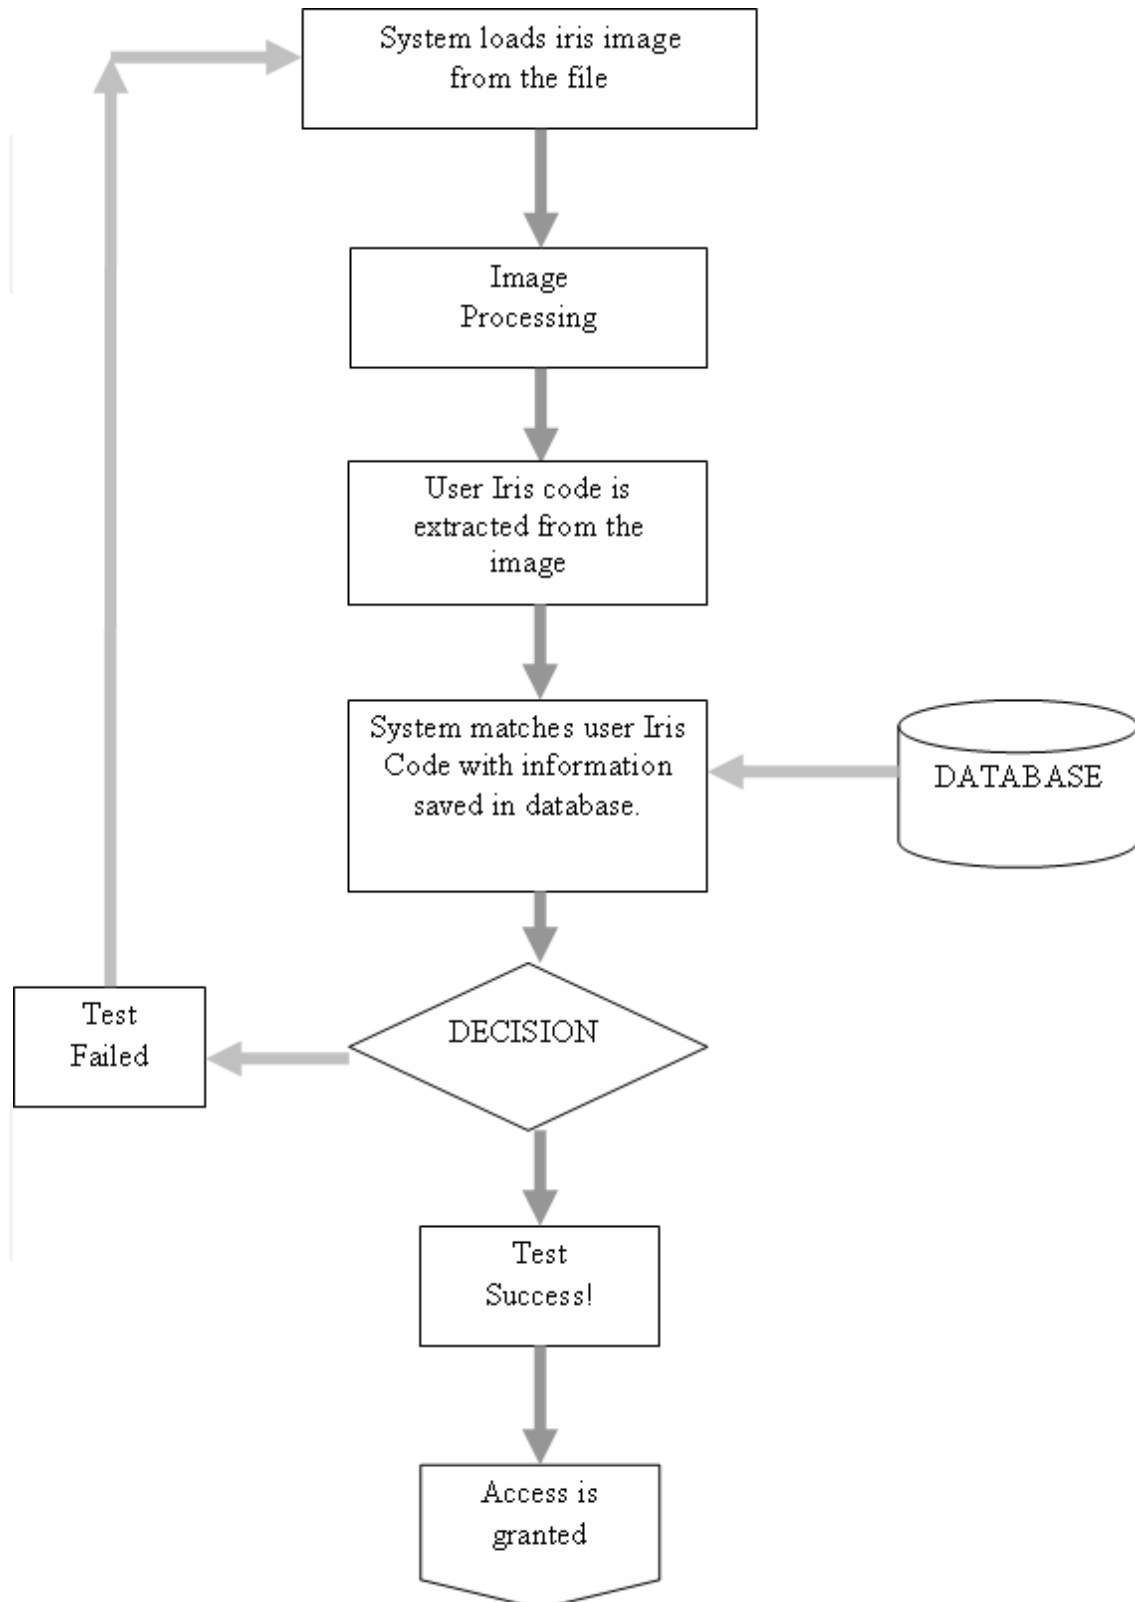 System loads iris image
from the file
Image
Processing
User Iris code is
extracted from the
image
System matches user Iris
Code with information
saved in database.
DATABASE
DECISION
Test
Failed
Test
Success!
Access is
granted